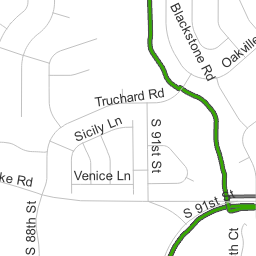 Blackstone Rd
Oakville
Truchard Rd
Sicily Ln
S 91st St
Venice Ln
ke Rd
S 88th St
S 91st St
th Ct